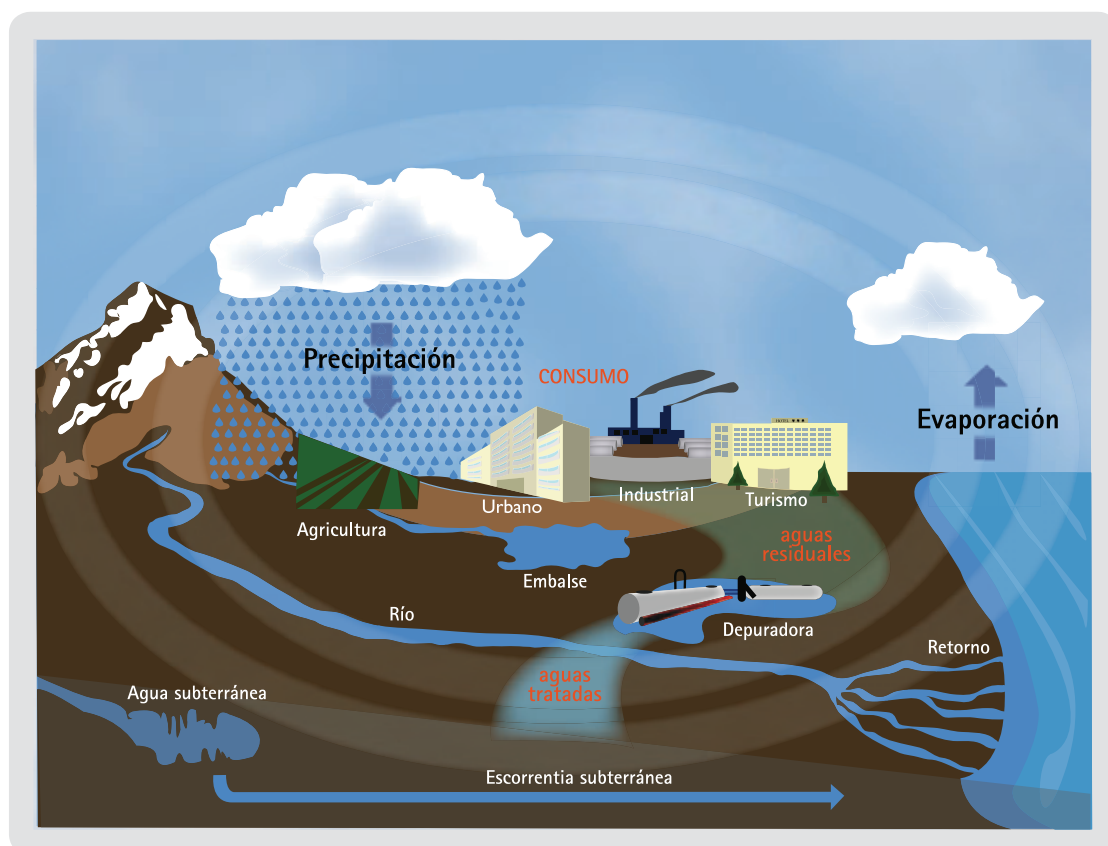 Precipitación
CONSUMO
HOTEL
Evaporación
Industrial
Turismo
Urbano
Agricultura
aguas
residuales
Embalse
Río
Depuradora
Retorno
aguas
tratadas
Agua subterránea
Escorrentia subterránea